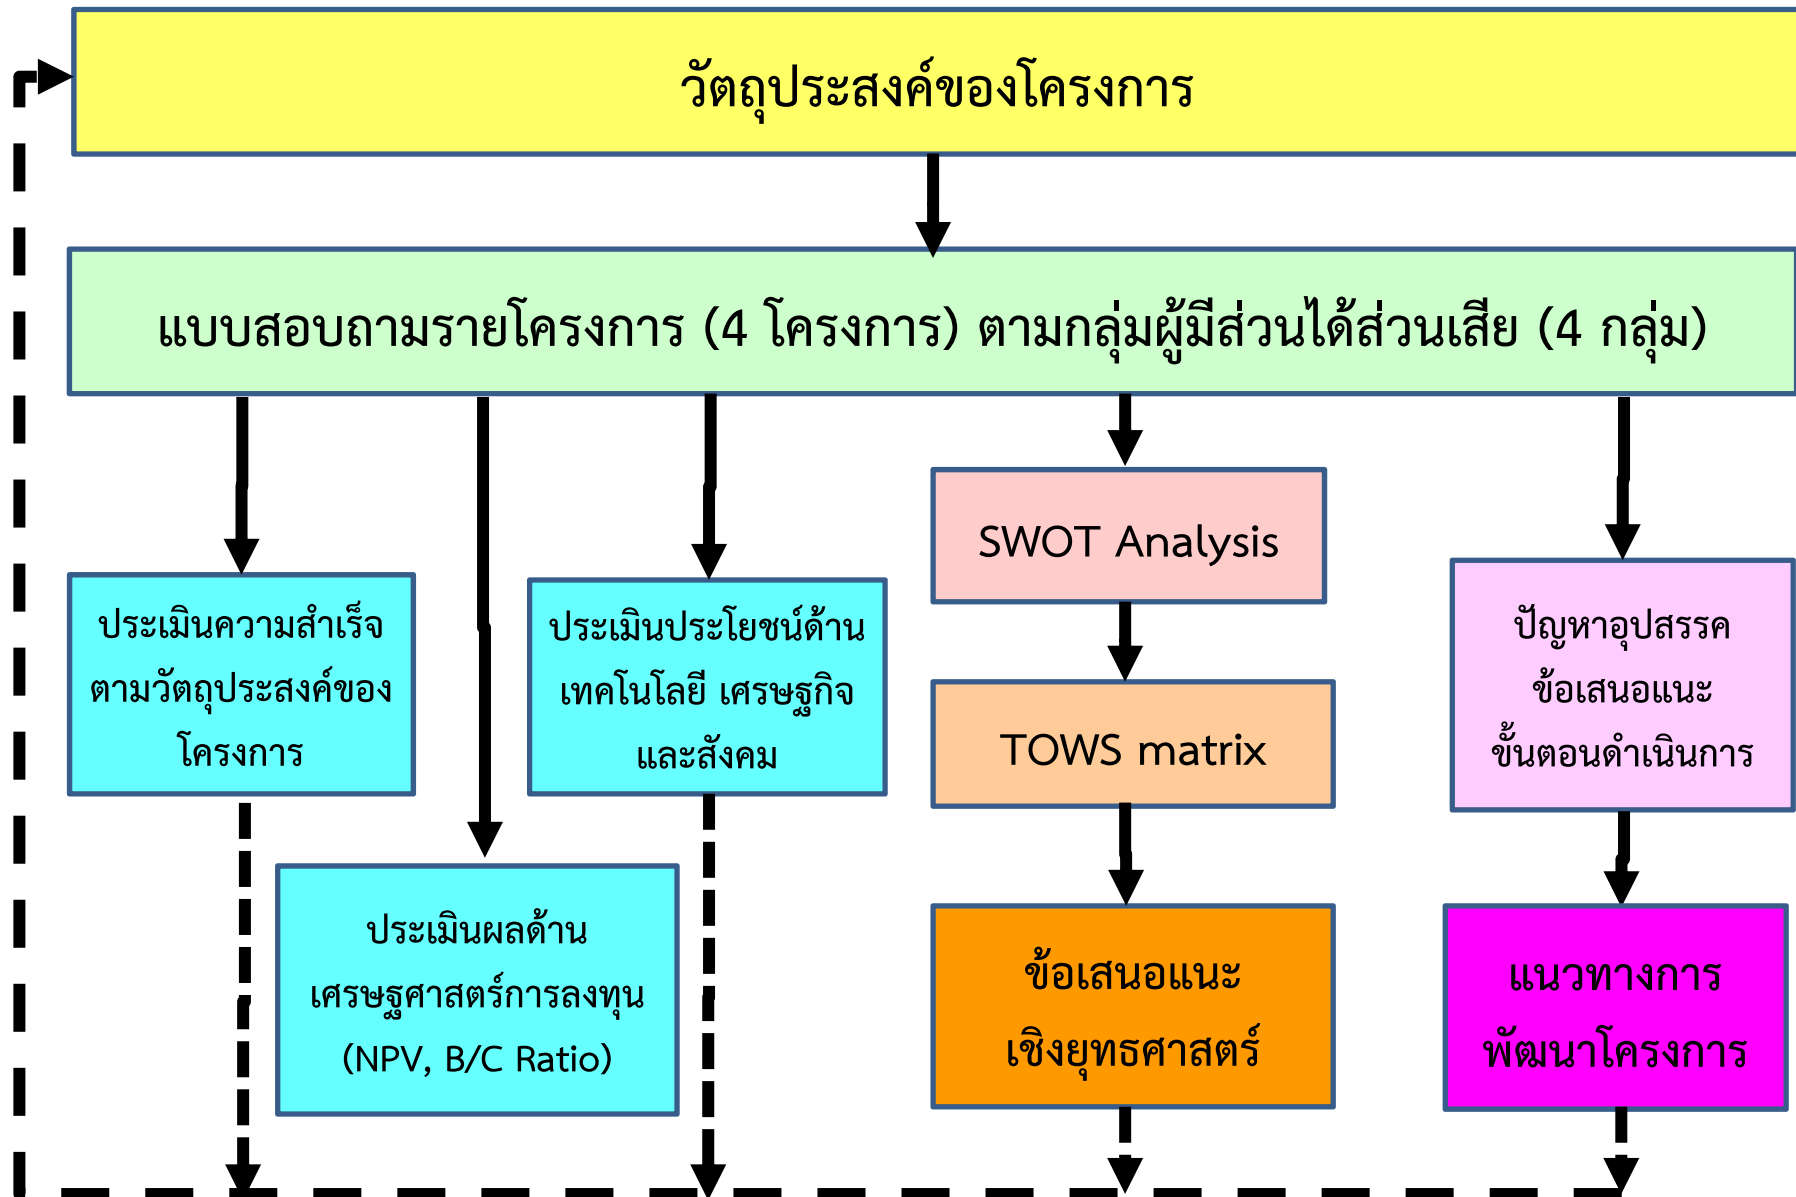 วัตถุประสงค์ของโครงการ
แบบสอบถามรายโครงการ (4 โครงการ) ตามกลุ่มผู้มีส่วนได้ส่วนเสีย (4 กลุ่ม)
ประเมินความสำเร็จ
ตามวัตถุประสงค์ของ
โครงการ
ประเมินผลด้าน
เศรษฐศาสตร์การลงทุน
(NPV, B/C Ratio)
ประเมินประโยชน์ด้าน
เทคโนโลยี เศรษฐกิจ
และสังคม
SWOT Analysis
TOWS matrix
ข้อเสนอแนะ
เชิงยุทธศาสตร์
ปัญหาอุปสรรค
ข้อเสนอแนะ
ขั้นตอนดำเนินการ
แนวทางการ
พัฒนาโครงการ